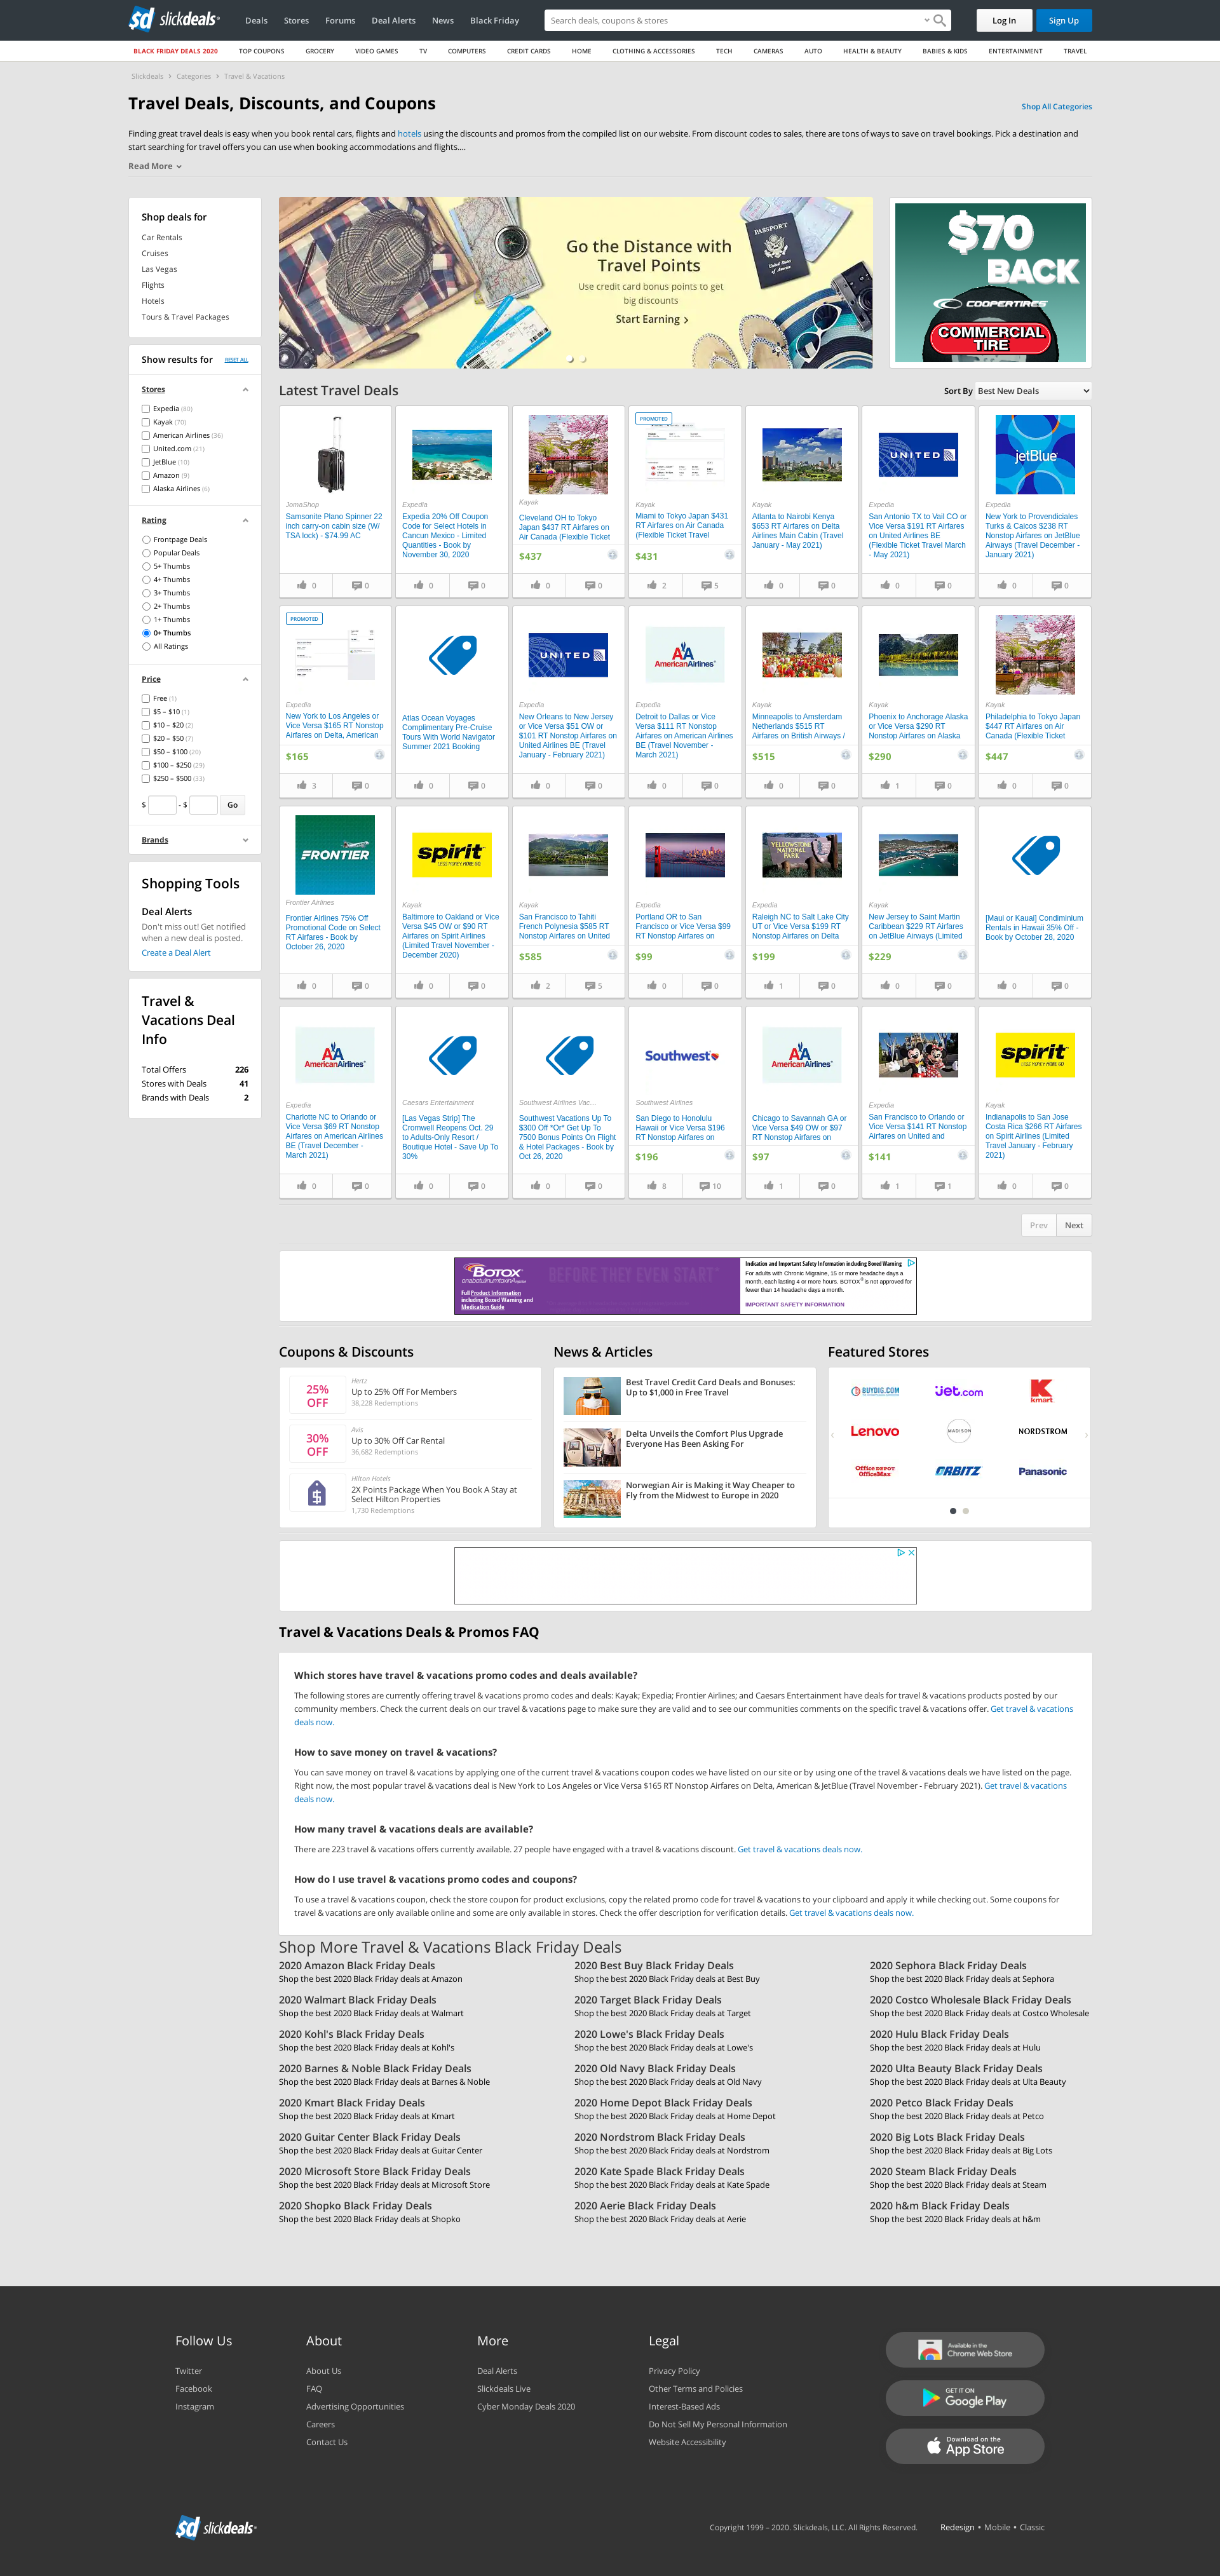 slickdeals
Deals Stores Forums Deal Alerts News Black Friday
Search deals, coupons & stores
Log In Sign Up
BLACK FRIDAY DEALS 2020 TOP COUPONS GROCERY VIDEO GAMES TV COMPUTERS CREDIT CARDS HOME CLOTHING & ACCESSORIES TECH CAMERAS AUTO HEALTH & BEAUTY BABIES & KIDS ENTERTAINMENT TRAVEL
Slickdeals › Categories › Travel & Vacations
Travel Deals, Discounts, and Coupons
Shop All Categories
Finding great travel deals is easy when you book rental cars, flights and hotels using the discounts and promos from the compiled list on our website. From discount codes to sales, there are tons of ways to save on travel bookings. Pick a destination and
start searching for travel offers you can use when booking accommodations and flights....
Read More
Shop deals for
Car Rentals
Cruises
Las Vegas
Flights
Hotels
Tours & Travel Packages
Show results for RESET ALL
Stores
Expedia (80)
Kayak (70)
American Airlines (36)
United.com (21)
JetBlue (10)
Amazon (9)
Alaska Airlines (6)
Rating
Frontpage Deals
Popular Deals
5+ Thumbs
4+ Thumbs
3+ Thumbs
2+ Thumbs
1+ Thumbs
0+ Thumbs
All Ratings
Price
Free (1)
$5 – $10 (1)
$10 – $20 (2)
$20 – $50 (7)
$50 – $100 (20)
$100 – $250 (29)
$250 – $500 (33)
$ - $ Go
Brands
Shopping Tools
Deal Alerts
Don't miss out! Get notified
when a new deal is posted.
Create a Deal Alert
Travel &
Vacations Deal
Info
Total Offers 226
Stores with Deals 41
Brands with Deals 2
Go the Distance with
Travel Points
Use credit card bonus points to get
big discounts
Start Earning
PASSPORT
United States
of America
$70
BACK
COOPERTIRES
COMMERCIAL
TIRE
Latest Travel Deals
Sort By Best New Deals
JomaShop
Samsonite Plano Spinner 22
inch carry-on cabin size (W/
TSA lock) - $74.99 AC
0 0
Expedia
Expedia 20% Off Coupon
Code for Select Hotels in
Cancun Mexico - Limited
Quantities - Book by
November 30, 2020
0 0
Kayak
Cleveland OH to Tokyo
Japan $437 RT Airfares on
Air Canada (Flexible Ticket
$437
0 0
PROMOTED
Kayak
Miami to Tokyo Japan $431
RT Airfares on Air Canada
(Flexible Ticket Travel
$431
2 5
Kayak
Atlanta to Nairobi Kenya
$653 RT Airfares on Delta
Airlines Main Cabin (Travel
January - May 2021)
0 0
UNITED
Expedia
San Antonio TX to Vail CO or
Vice Versa $191 RT Airfares
on United Airlines BE
(Flexible Ticket Travel March
- May 2021)
0 0
jetBlue
Expedia
New York to Provendiciales
Turks & Caicos $238 RT
Nonstop Airfares on JetBlue
Airways (Travel December -
January 2021)
0 0
PROMOTED
Expedia
New York to Los Angeles or
Vice Versa $165 RT Nonstop
Airfares on Delta, American
$165
3 0
Atlas Ocean Voyages
Complimentary Pre-Cruise
Tours With World Navigator
Summer 2021 Booking
0 0
UNITED
Expedia
New Orleans to New Jersey
or Vice Versa $51 OW or
$101 RT Nonstop Airfares on
United Airlines BE (Travel
January - February 2021)
0 0
AmericanAirlines
Expedia
Detroit to Dallas or Vice
Versa $111 RT Nonstop
Airfares on American Airlines
BE (Travel November -
March 2021)
0 0
Kayak
Minneapolis to Amsterdam
Netherlands $515 RT
Airfares on British Airways /
$515
0 0
Kayak
Phoenix to Anchorage Alaska
or Vice Versa $290 RT
Nonstop Airfares on Alaska
$290
1 0
Kayak
Philadelphia to Tokyo Japan
$447 RT Airfares on Air
Canada (Flexible Ticket
$447
0 0
FRONTIER
Frontier Airlines
Frontier Airlines 75% Off
Promotional Code on Select
RT Airfares - Book by
October 26, 2020
0 0
spirit
LESS MONEY. MORE GO.
Kayak
Baltimore to Oakland or Vice
Versa $45 OW or $90 RT
Airfares on Spirit Airlines
(Limited Travel November -
December 2020)
0 0
Kayak
San Francisco to Tahiti
French Polynesia $585 RT
Nonstop Airfares on United
$585
2 5
Expedia
Portland OR to San
Francisco or Vice Versa $99
RT Nonstop Airfares on
$99
0 0
YELLOWSTONE
NATIONAL
PARK
Expedia
Raleigh NC to Salt Lake City
UT or Vice Versa $199 RT
Nonstop Airfares on Delta
$199
1 0
Kayak
New Jersey to Saint Martin
Caribbean $229 RT Airfares
on JetBlue Airways (Limited
$229
0 0
[Maui or Kauai] Condiminium
Rentals in Hawaii 35% Off -
Book by October 28, 2020
0 0
AmericanAirlines
Expedia
Charlotte NC to Orlando or
Vice Versa $69 RT Nonstop
Airfares on American Airlines
BE (Travel December -
March 2021)
0 0
Caesars Entertainment
[Las Vegas Strip] The
Cromwell Reopens Oct. 29
to Adults-Only Resort /
Boutique Hotel - Save Up To
30%
0 0
Southwest Airlines Vac...
Southwest Vacations Up To
$300 Off *Or* Get Up To
7500 Bonus Points On Flight
& Hotel Packages - Book by
Oct 26, 2020
0 0
Southwest
Southwest Airlines
San Diego to Honolulu
Hawaii or Vice Versa $196
RT Nonstop Airfares on
$196
8 10
AmericanAirlines
Chicago to Savannah GA or
Vice Versa $49 OW or $97
RT Nonstop Airfares on
$97
1 0
Expedia
San Francisco to Orlando or
Vice Versa $141 RT Nonstop
Airfares on United and
$141
1 1
spirit
LESS MONEY. MORE GO.
Kayak
Indianapolis to San Jose
Costa Rica $266 RT Airfares
on Spirit Airlines (Limited
Travel January - February
2021)
0 0
Prev Next
BOTOX
onabotulinumtoxinA
Full Product Information
including Boxed Warning and
Medication Guide
BEFORE THEY EVEN START
Indication and Important Safety Information including Boxed Warning
For adults with Chronic Migraine, 15 or more headache days a
month, each lasting 4 or more hours. BOTOX® is not approved for
fewer than 14 headache days a month.
IMPORTANT SAFETY INFORMATION
Coupons & Discounts
25%
OFF
Hertz
Up to 25% Off For Members
38,228 Redemptions
30%
OFF
Avis
Up to 30% Off Car Rental
36,682 Redemptions
Hilton Hotels
2X Points Package When You Book A Stay at
Select Hilton Properties
1,730 Redemptions
News & Articles
Best Travel Credit Card Deals and Bonuses:
Up to $1,000 in Free Travel
Delta Unveils the Comfort Plus Upgrade
Everyone Has Been Asking For
Norwegian Air is Making it Way Cheaper to
Fly from the Midwest to Europe in 2020
Featured Stores
BUYDIG.COM jet.com kmart
Lenovo MADISON NORDSTROM
Office DEPOT
OfficeMax
ORBITZ Panasonic
Travel & Vacations Deals & Promos FAQ
Which stores have travel & vacations promo codes and deals available?
The following stores are currently offering travel & vacations promo codes and deals: Kayak; Expedia; Frontier Airlines; and Caesars Entertainment have deals for travel & vacations products posted by our
community members. Check the current deals on our travel & vacations page to make sure they are valid and to see our communities comments on the specific travel & vacations offer. Get travel & vacations
deals now.
How to save money on travel & vacations?
You can save money on travel & vacations by applying one of the current travel & vacations coupon codes we have listed on our site or by using one of the travel & vacations deals we have listed on the page.
Right now, the most popular travel & vacations deal is New York to Los Angeles or Vice Versa $165 RT Nonstop Airfares on Delta, American & JetBlue (Travel November - February 2021). Get travel & vacations
deals now.
How many travel & vacations deals are available?
There are 223 travel & vacations offers currently available. 27 people have engaged with a travel & vacations discount. Get travel & vacations deals now.
How do I use travel & vacations promo codes and coupons?
To use a travel & vacations coupon, check the store coupon for product exclusions, copy the related promo code for travel & vacations to your clipboard and apply it while checking out. Some coupons for
travel & vacations are only available online and some are only available in stores. Check the offer description for verification details. Get travel & vacations deals now.
Shop More Travel & Vacations Black Friday Deals
2020 Amazon Black Friday Deals
Shop the best 2020 Black Friday deals at Amazon
2020 Best Buy Black Friday Deals
Shop the best 2020 Black Friday deals at Best Buy
2020 Sephora Black Friday Deals
Shop the best 2020 Black Friday deals at Sephora
2020 Walmart Black Friday Deals
Shop the best 2020 Black Friday deals at Walmart
2020 Target Black Friday Deals
Shop the best 2020 Black Friday deals at Target
2020 Costco Wholesale Black Friday Deals
Shop the best 2020 Black Friday deals at Costco Wholesale
2020 Kohl's Black Friday Deals
Shop the best 2020 Black Friday deals at Kohl's
2020 Lowe's Black Friday Deals
Shop the best 2020 Black Friday deals at Lowe's
2020 Hulu Black Friday Deals
Shop the best 2020 Black Friday deals at Hulu
2020 Barnes & Noble Black Friday Deals
Shop the best 2020 Black Friday deals at Barnes & Noble
2020 Old Navy Black Friday Deals
Shop the best 2020 Black Friday deals at Old Navy
2020 Ulta Beauty Black Friday Deals
Shop the best 2020 Black Friday deals at Ulta Beauty
2020 Kmart Black Friday Deals
Shop the best 2020 Black Friday deals at Kmart
2020 Home Depot Black Friday Deals
Shop the best 2020 Black Friday deals at Home Depot
2020 Petco Black Friday Deals
Shop the best 2020 Black Friday deals at Petco
2020 Guitar Center Black Friday Deals
Shop the best 2020 Black Friday deals at Guitar Center
2020 Nordstrom Black Friday Deals
Shop the best 2020 Black Friday deals at Nordstrom
2020 Big Lots Black Friday Deals
Shop the best 2020 Black Friday deals at Big Lots
2020 Microsoft Store Black Friday Deals
Shop the best 2020 Black Friday deals at Microsoft Store
2020 Kate Spade Black Friday Deals
Shop the best 2020 Black Friday deals at Kate Spade
2020 Steam Black Friday Deals
Shop the best 2020 Black Friday deals at Steam
2020 Shopko Black Friday Deals
Shop the best 2020 Black Friday deals at Shopko
2020 Aerie Black Friday Deals
Shop the best 2020 Black Friday deals at Aerie
2020 h&m Black Friday Deals
Shop the best 2020 Black Friday deals at h&m
Follow Us
Twitter
Facebook
Instagram
About
About Us
FAQ
Advertising Opportunities
Careers
Contact Us
More
Deal Alerts
Slickdeals Live
Cyber Monday Deals 2020
Legal
Privacy Policy
Other Terms and Policies
Interest-Based Ads
Do Not Sell My Personal Information
Website Accessibility
Available in the
Chrome Web Store
GET IT ON
Google Play
Download on the
App Store
slickdeals
Copyright 1999 – 2020. Slickdeals, LLC. All Rights Reserved. Redesign • Mobile • Classic